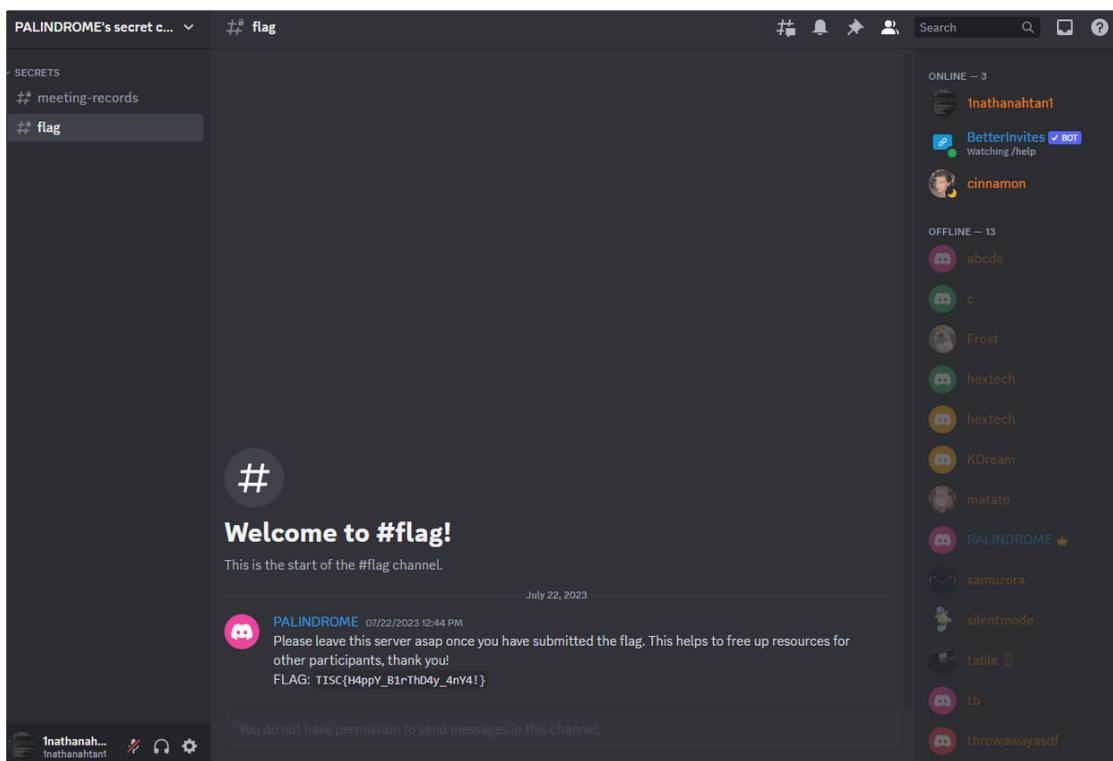 PALINDROME's secret c...
flag
Search
SECRETS
meeting-records
flag
Welcome to #flag!
This is the start of the #flag channel.
July 22, 2023
PALINDROME 07/22/2023 12:44 PM
Please leave this server asap once you have submitted the flag. This helps to free up resources for
other participants, thank you!
FLAG: TISC{H4ppY_B1rThD4y_4nY4!}
You do not have permission to send messages in this channel.
1nathanah...
1nathanahtan1
ONLINE — 3
1nathanahtan1
BetterInvites ✓ BOT
Watching /help
cinnamon
OFFLINE — 13
abcde
c
Frost
hextech
hextech
KDream
matato
PALINDROME
samuzora
silentmode
table
tb
throwawayasdf